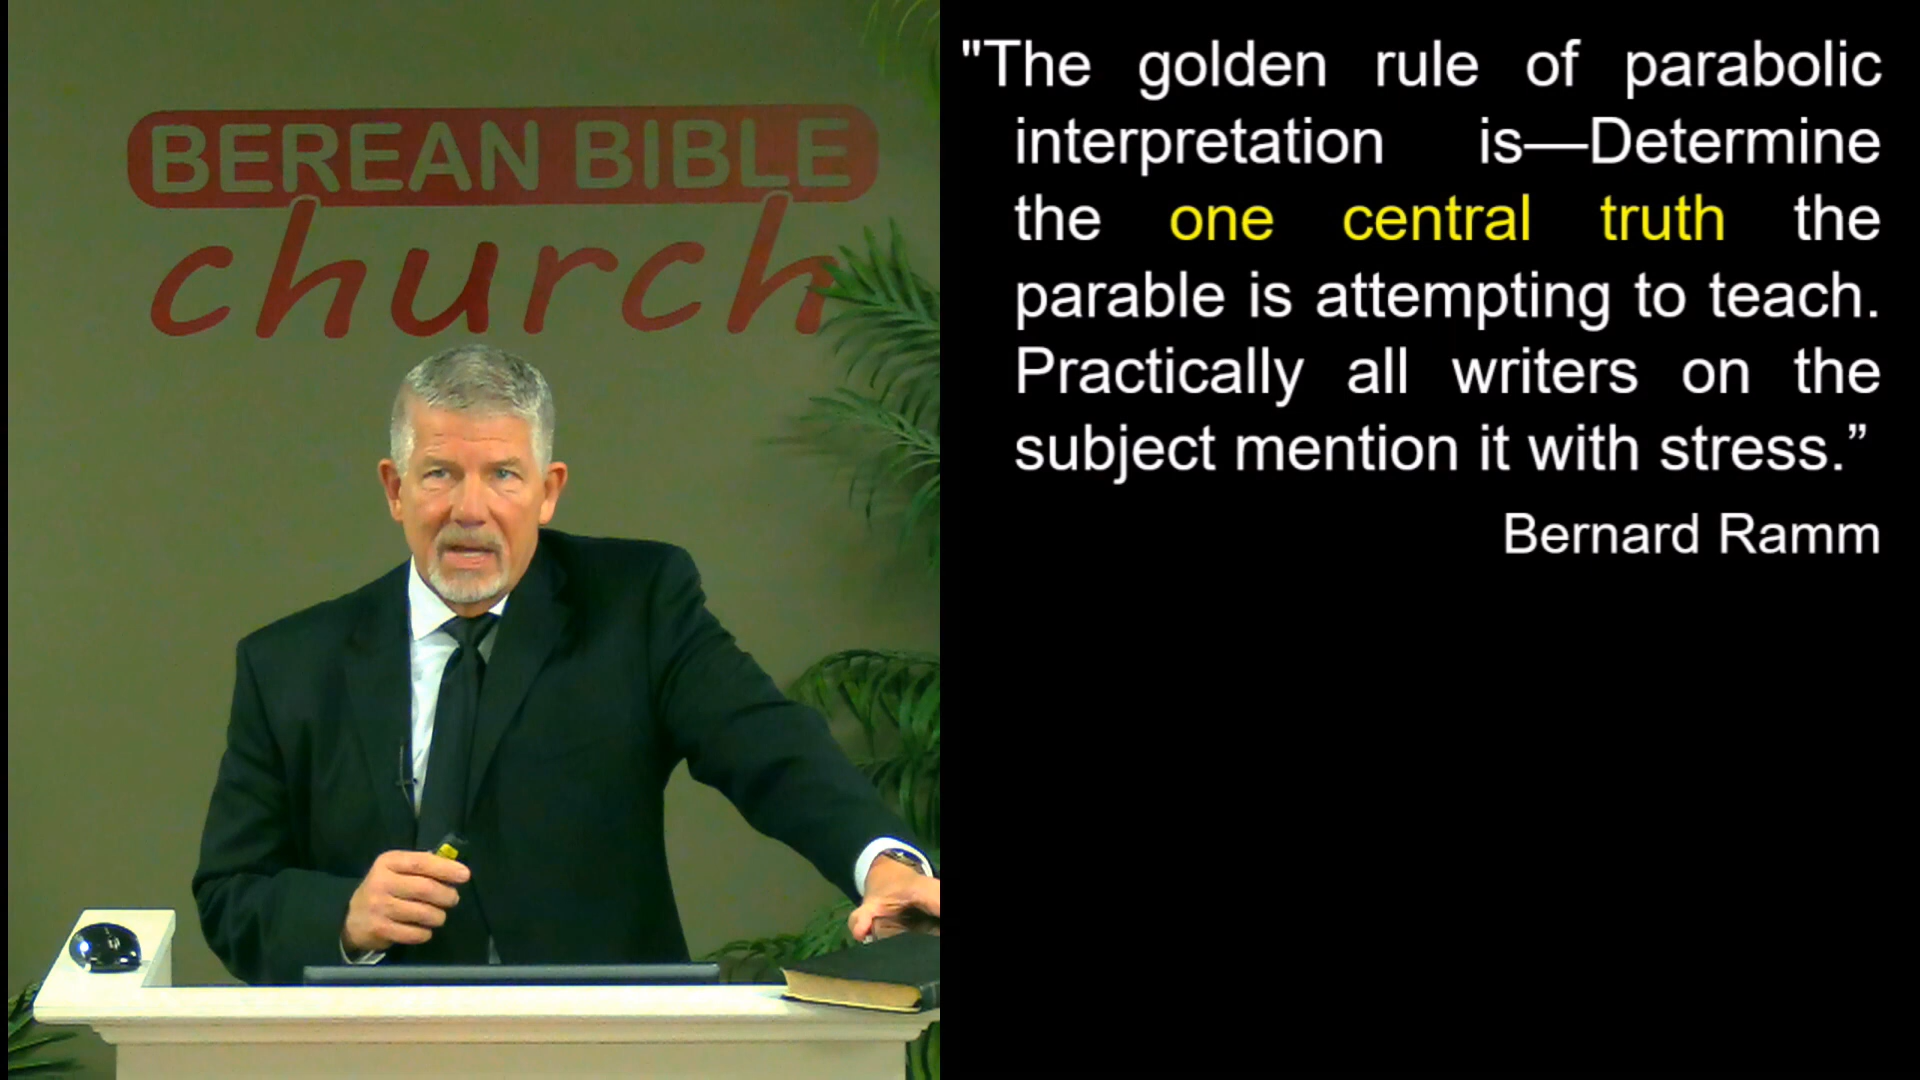 BEREAN BIBLE
church
"The golden rule of parabolic
interpretation is—Determine
the one central truth the
parable is attempting to teach.
Practically all writers on the
subject mention it with stress.”
Bernard Ramm